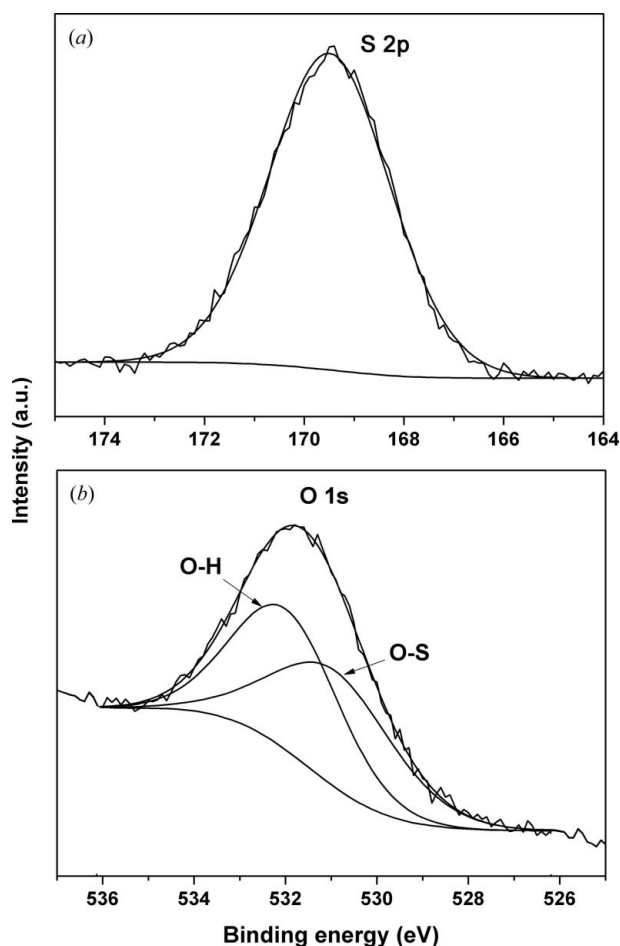 (a)
S 2p
174 172 170 168 166 164
Intensity (a.u.)
(b)
O 1s
O-H
O-S
536 534 532 530 528 526
Binding energy (eV)